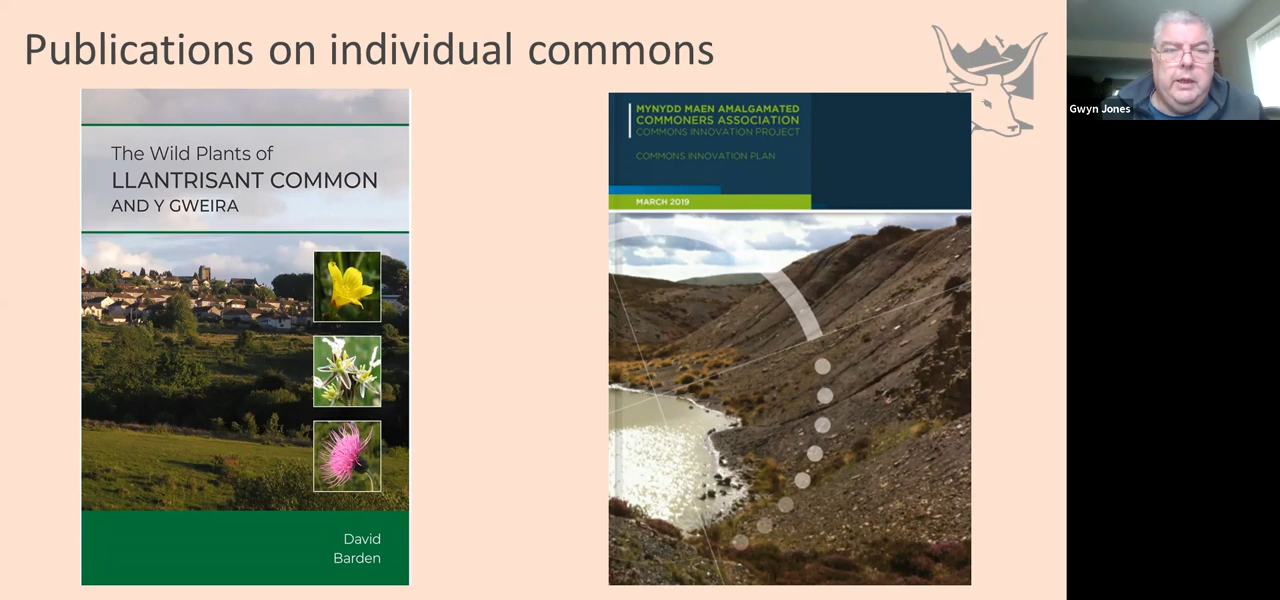 Publications on individual commons
The Wild Plants of
LLANTRISANT COMMON
AND Y GWEIRA
David
Barden
MYNYDD MAEN AMALGAMATED
COMMONERS ASSOCIATION
COMMONS INNOVATION PROJECT
COMMONS INNOVATION PLAN
MARCH 2019
Gwyn Jones